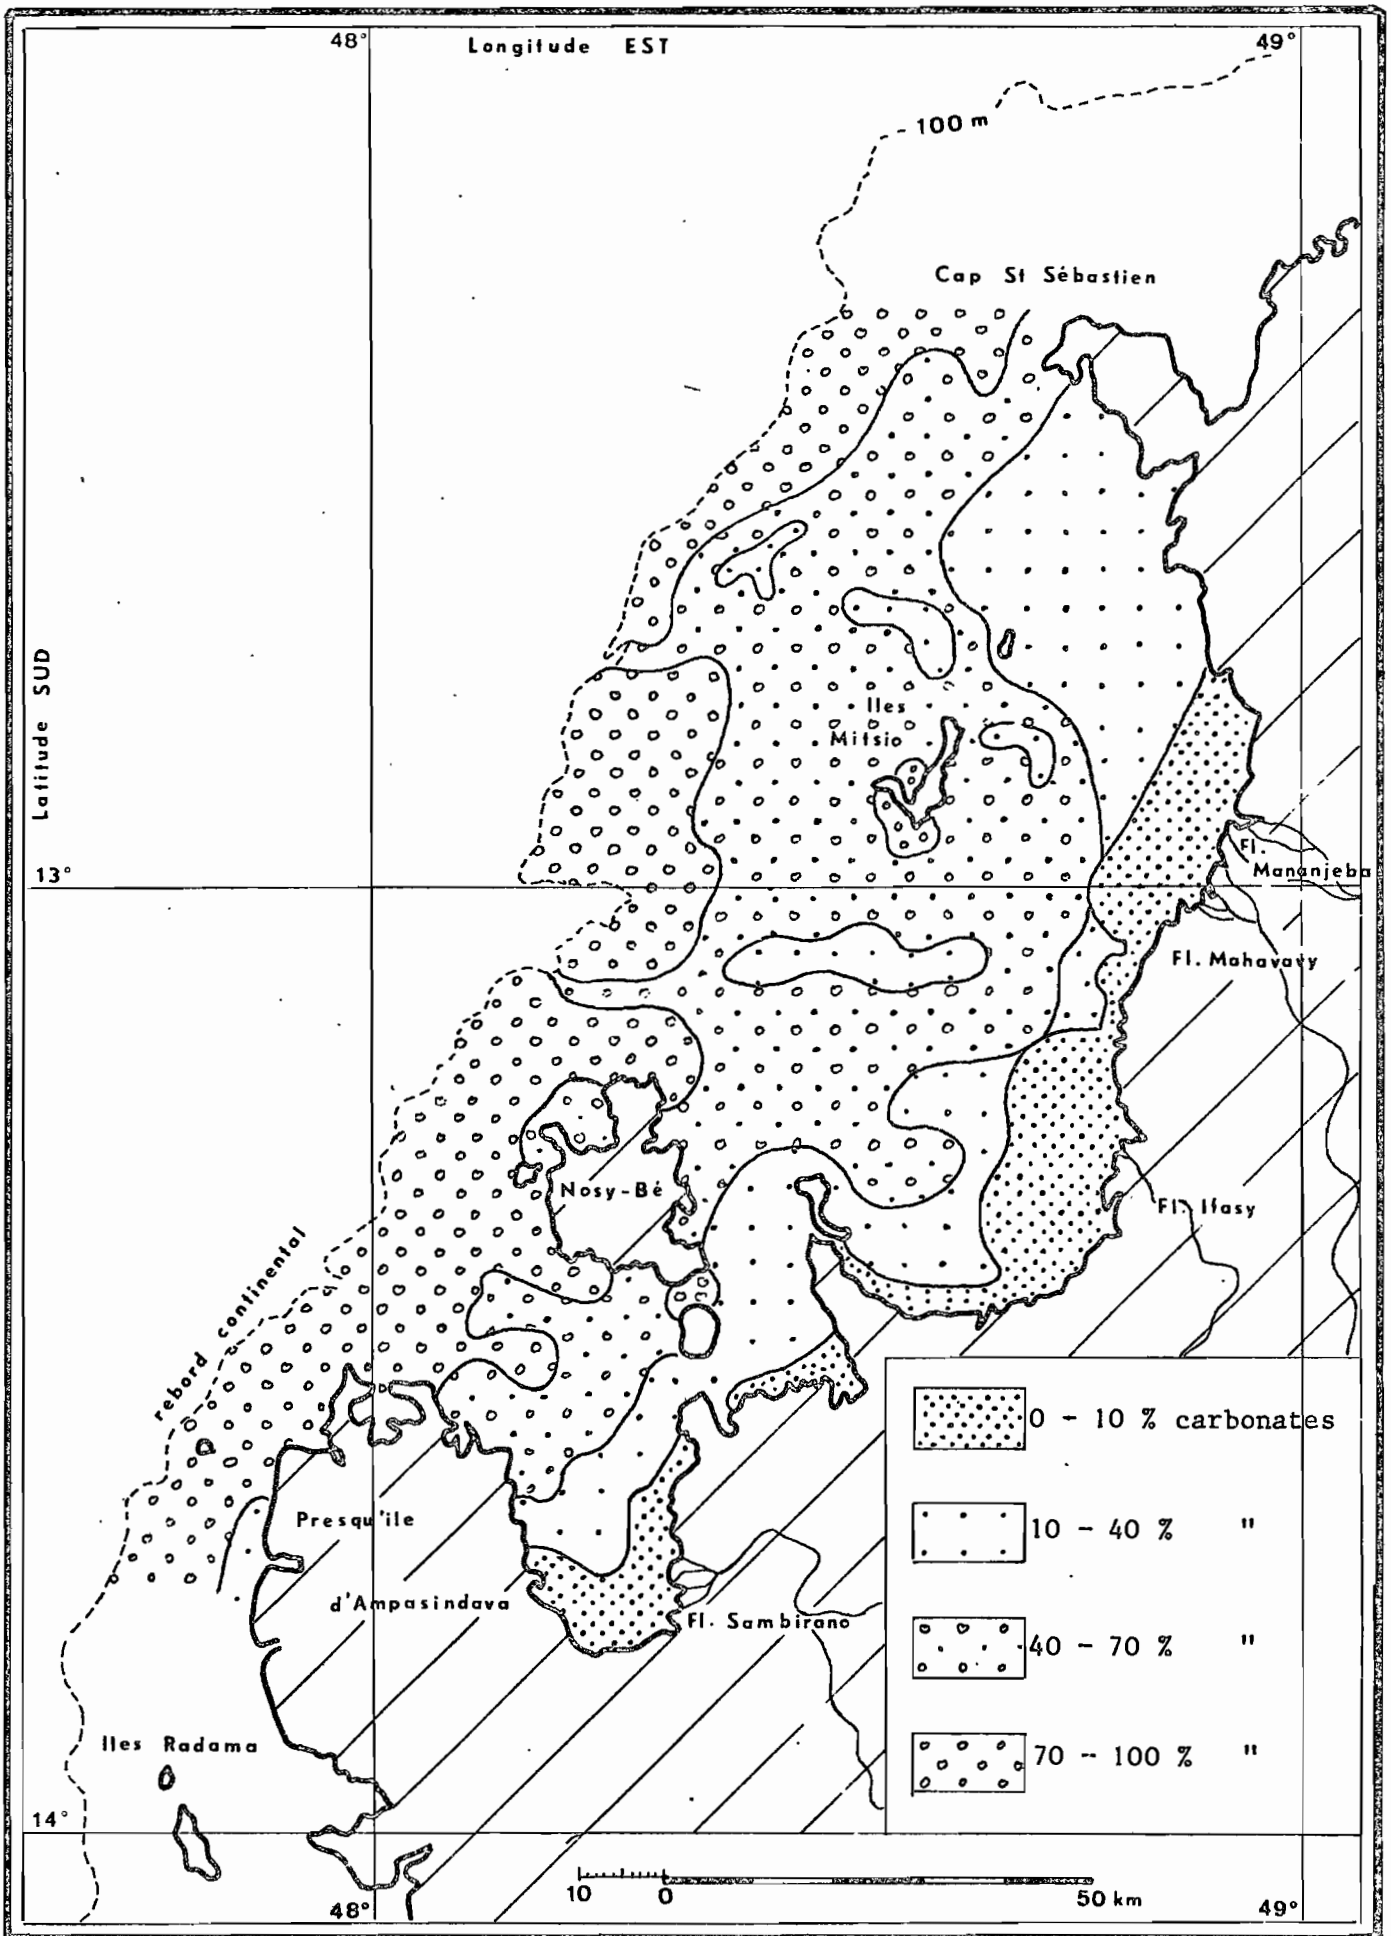 48°
Longitude EST
49°
100 m
Cap St Sébastien
Latitude SUD
Iles
Mitsio
13°
Fl.
Mananjeba
Fl. Mahavavy
Nosy-Bé
Fl. Ifasy
rebord continental
0 - 10 % carbonates
Presqu'ile
10 - 40 % "
d'Ampasindava
Fl. Sambirano
40 - 70 % "
Iles Radama
70 - 100 % "
14°
10 0 50 km
48°
49°